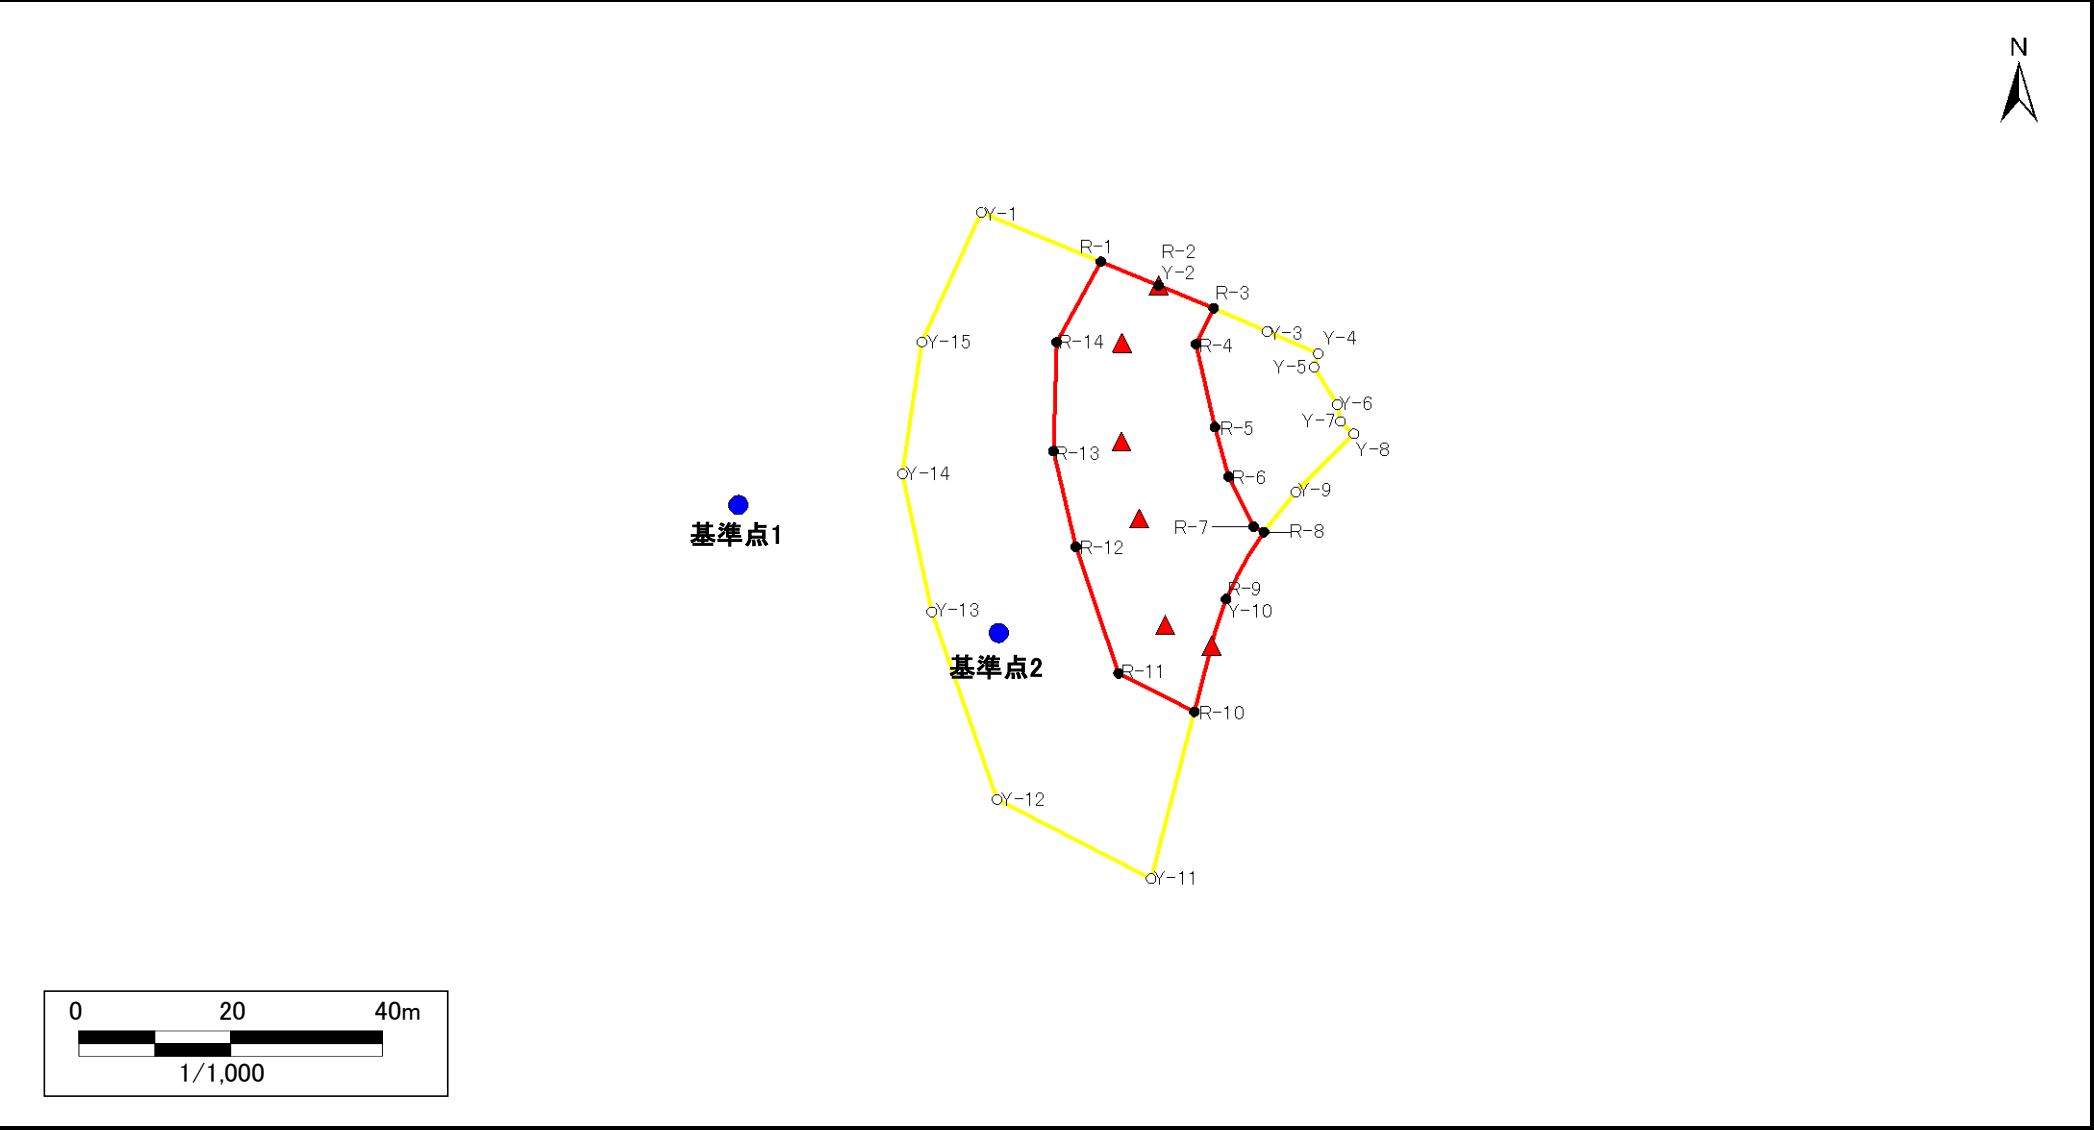 N
Y-1
R-1
R-2
Y-2
R-3
Y-3
Y-4
Y-5
R-14
R-4
Y-15
Y-6
Y-7
R-5
Y-8
R-13
Y-14
R-6
Y-9
基準点1
R-7
R-8
R-12
R-9
Y-10
Y-13
基準点2
R-11
R-10
Y-12
Y-11
0 20 40m
1/1,000